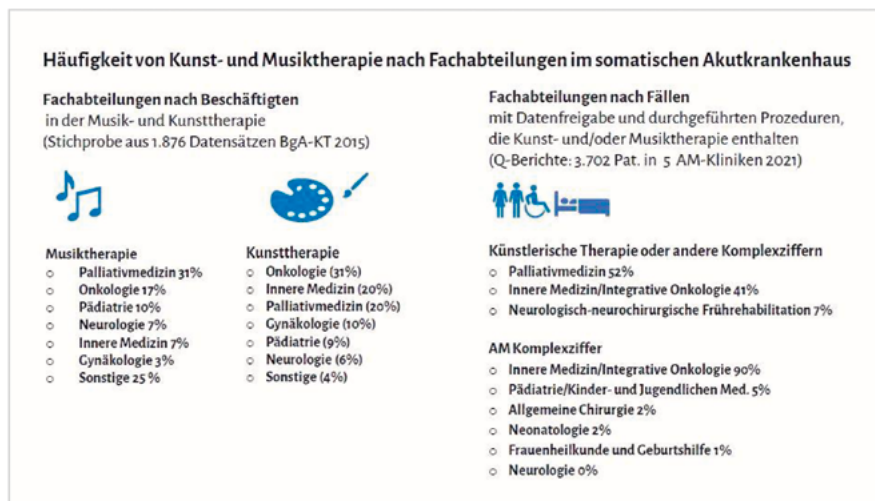 Häufigkeit von Kunst- und Musiktherapie nach Fachabteilungen im somatischen Akutkrankenhaus
Fachabteilungen nach Beschäftigten
in der Musik- und Kunsttherapie
(Stichprobe aus 1.876 Datensätzen BgA-KT 2015)
Musiktherapie
o Palliativmedizin 31%
o Onkologie 17%
o Pädiatrie 10%
o Neurologie 7%
o Innere Medizin 7%
o Gynäkologie 3%
o Sonstige 25 %
Kunsttherapie
o Onkologie (31%)
o Innere Medizin (20%)
o Palliativmedizin (20%)
o Gynäkologie (10%)
o Pädiatrie (9%)
o Neurologie (6%)
o Sonstige (4%)
Fachabteilungen nach Fällen
mit Datenfreigabe und durchgeführten Prozeduren,
die Kunst- und/oder Musiktherapie enthalten
(Q-Berichte: 3.702 Pat. in 5 AM-Kliniken 2021)
Künstlerische Therapie oder andere Komplexziffern
o Palliativmedizin 52%
o Innere Medizin/Integrative Onkologie 41%
o Neurologisch-neurochirurgische Frührehabilitation 7%
AM Komplexziffer
o Innere Medizin/Integrative Onkologie 90%
o Pädiatrie/Kinder- und Jugendlichen Med. 5%
o Allgemeine Chirurgie 2%
o Neonatologie 2%
o Frauenheilkunde und Geburtshilfe 1%
o Neurologie 0%